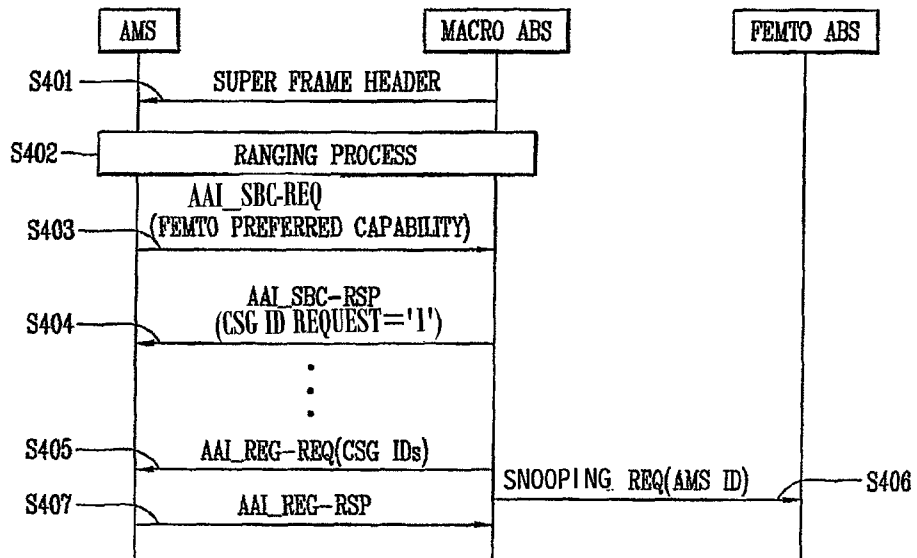 AMS
MACRO ABS
FEMTO ABS
S401
SUPER FRAME HEADER
S402
RANGING PROCESS
AAI_SBC-REQ
S403
(FEMTO PREFERRED CAPABILITY)
AAI_SBC-RSP
S404
(CSG ID REQUEST=='1')
S405
AAI_REG-REQ(CSG IDs)
SNOOPING REQ(AMS ID)
S406
S407
AAI_REG-RSP